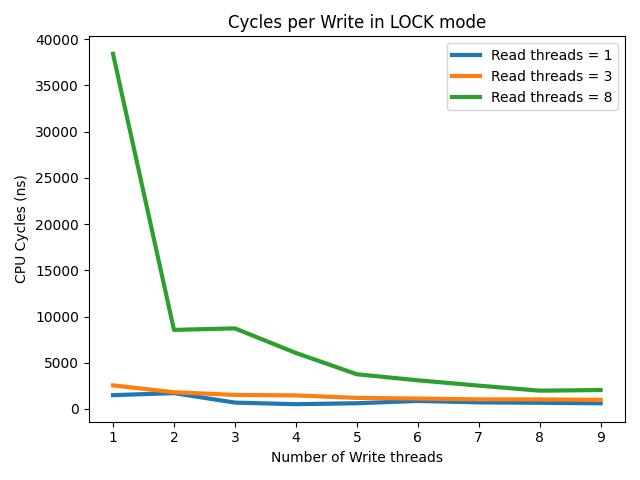 Cycles per Write in LOCK mode
Read threads = 1
Read threads = 3
Read threads = 8
CPU Cycles (ns)
40000
35000
30000
25000
20000
15000
10000
5000
0
1 2 3 4 5 6 7 8 9
Number of Write threads